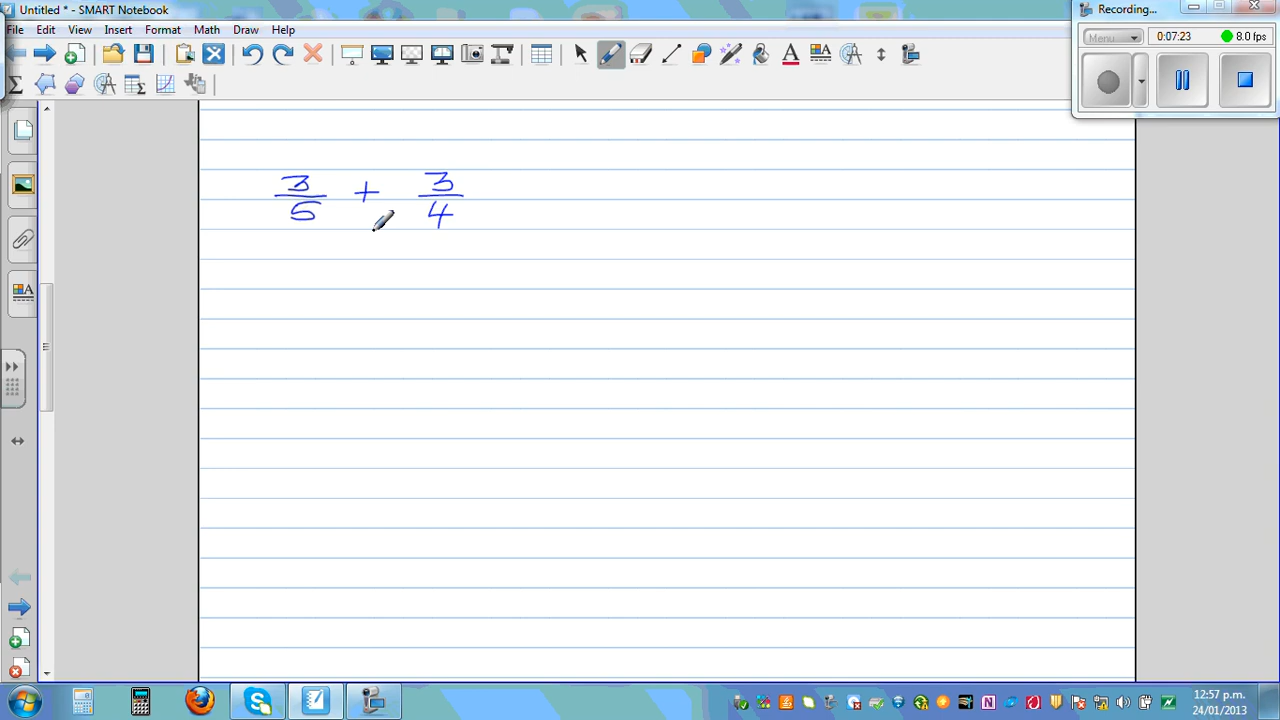 Untitled * - SMART Notebook
File Edit View Insert Format Math Draw Help
Recording...
Menu 0:07:23 8.0 fps
3/5 + 3/4
12:57 p.m.
24/01/2013